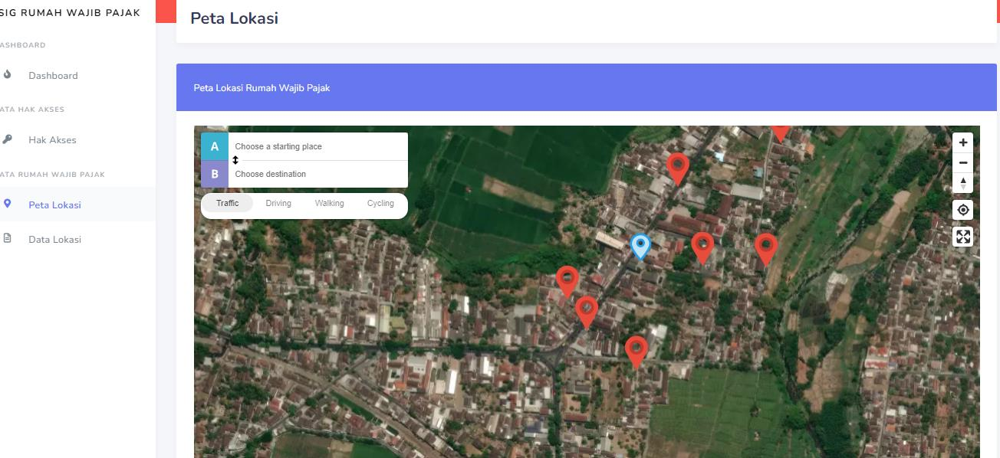 SIG RUMAH WAJIB PAJAK
ASHBOARD
Dashboard
ATA HAK AKSES
Hak Akses
ATA RUMAH WAJIB PAJAK
Peta Lokasi
Data Lokasi
Peta Lokasi
Peta Lokasi Rumah Wajib Pajak
A Choose a starting place
B Choose destination
Traffic Driving Walking Cycling